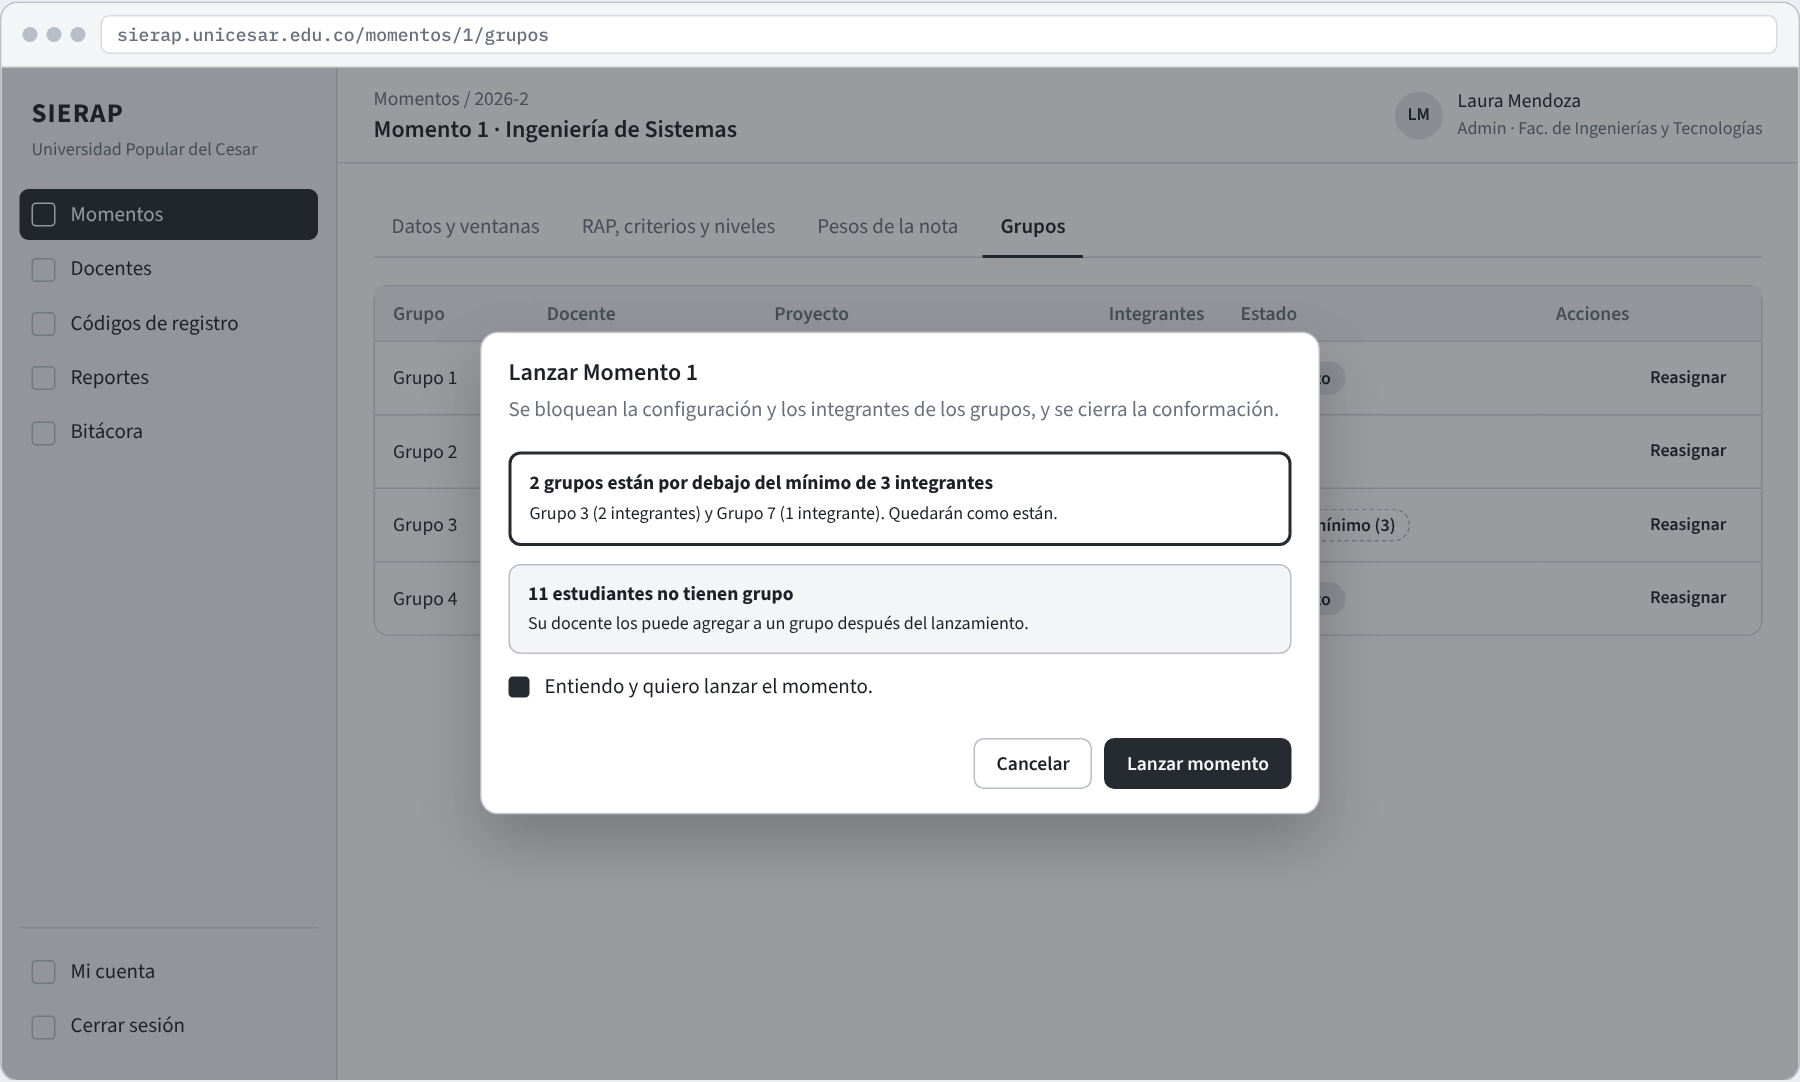 sierap.unicesar.edu.co/momentos/1/grupos
SIERAP
Universidad Popular del Cesar
Momentos
Docentes
Códigos de registro
Reportes
Bitácora
Mi cuenta
Cerrar sesión
Momentos / 2026-2
Momento 1 · Ingeniería de Sistemas
LM
Laura Mendoza
Admin · Fac. de Ingenierías y Tecnologías
Datos y ventanas RAP, criterios y niveles Pesos de la nota Grupos
Grupo Docente Proyecto Integrantes Estado Acciones
Grupo 1 Reasignar
Grupo 2 Reasignar
Grupo 3 (3) Reasignar
Grupo 4 Reasignar
Lanzar Momento 1
Se bloquean la configuración y los integrantes de los grupos, y se cierra la conformación.
2 grupos están por debajo del mínimo de 3 integrantes
Grupo 3 (2 integrantes) y Grupo 7 (1 integrante). Quedarán como están.
11 estudiantes no tienen grupo
Su docente los puede agregar a un grupo después del lanzamiento.
Entiendo y quiero lanzar el momento.
Cancelar Lanzar momento